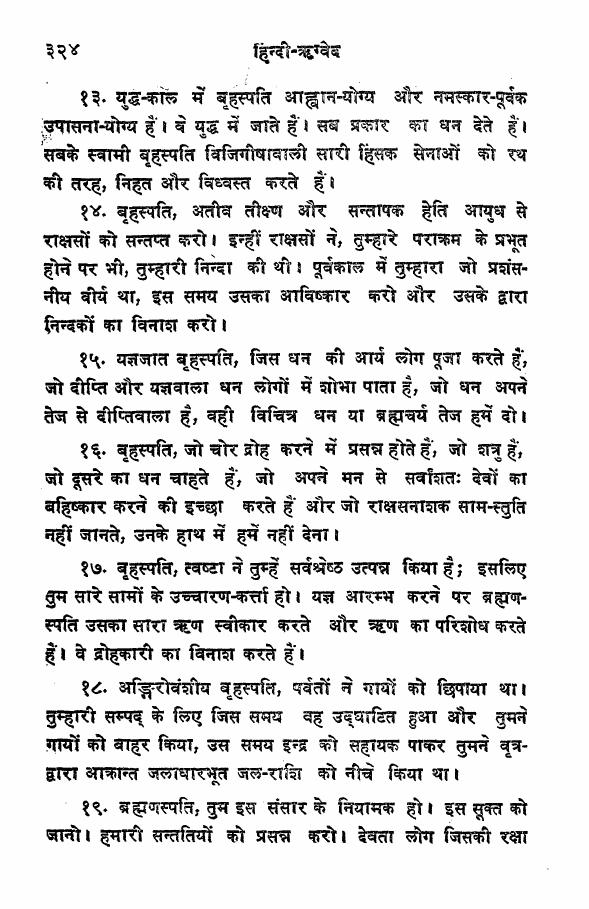 ३२४ हिन्दी-ऋग्वेद
१३. युद्ध-काल में बृहस्पति आह्वान-योग्य और नमस्कार-पूर्वक
उपासना-योग्य हैं। वे युद्ध में जाते हैं। सब प्रकार का धन देते हैं।
सबके स्वामी बृहस्पति विजिगीषावाली सारी हिंसक सेनाओं को रथ
की तरह, निहत और विध्वस्त करते हैं।
१४. बृहस्पति, अतीव तीक्ष्ण और सन्तापक हेति आयुध से
राक्षसों को सन्तप्त करो। इन्हीं राक्षसों ने, तुम्हारे पराक्रम के प्रभूत
होने पर भी, तुम्हारी निन्दा की थी। पूर्वकाल में तुम्हारा जो प्रशंस-
नीय वीर्य था, इस समय उसका आविष्कार करो और उसके द्वारा
निन्दकों का विनाश करो।
१५. यज्ञजात बृहस्पति, जिस धन की आर्य लोग पूजा करते हैं,
जो दीप्ति और यज्ञवाला धन लोगों में शोभा पाता है, जो धन अपने
तेज से दीप्तिवाला है, वही विचित्र धन या ब्रह्मचर्य तेज हमें दो।
१६. बृहस्पति, जो चोर द्रोह करने में प्रसन्न होते हैं, जो शत्रु हैं,
जो दूसरे का धन चाहते हैं, जो अपने मन से सर्वांशतः देवों का
बहिष्कार करने की इच्छा करते हैं और जो राक्षसनाशक साम-स्तुति
नहीं जानते, उनके हाथ में हमें नहीं देना।
१७. बृहस्पति, त्वष्टा ने तुम्हें सर्वश्रेष्ठ उत्पन्न किया है; इसलिए
तुम सारे सामों के उच्चारण-कर्त्ता हो। यज्ञ आरम्भ करने पर ब्रह्मण-
स्पति उसका सारा ऋण स्वीकार करते और ऋण का परिशोध करते
हैं। वे द्रोहकारी का विनाश करते हैं।
१८. अङ्गिरोवंशीय बृहस्पति, पर्वतों ने गायों को छिपाया था।
तुम्हारी सम्पद् के लिए जिस समय वह उद्घाटित हुआ और तुमने
गायों को बाहर किया, उस समय इन्द्र को सहायक पाकर तुमने वृत्र-
द्वारा आक्रान्त जलाधारभूत जल-राशि को नीचे किया था।
१९. ब्रह्मणस्पति, तुम इस संसार के नियामक हो। इस सूक्त को
जानो। हमारी सन्ततियों को प्रसन्न करो। देवता लोग जिसकी रक्षा